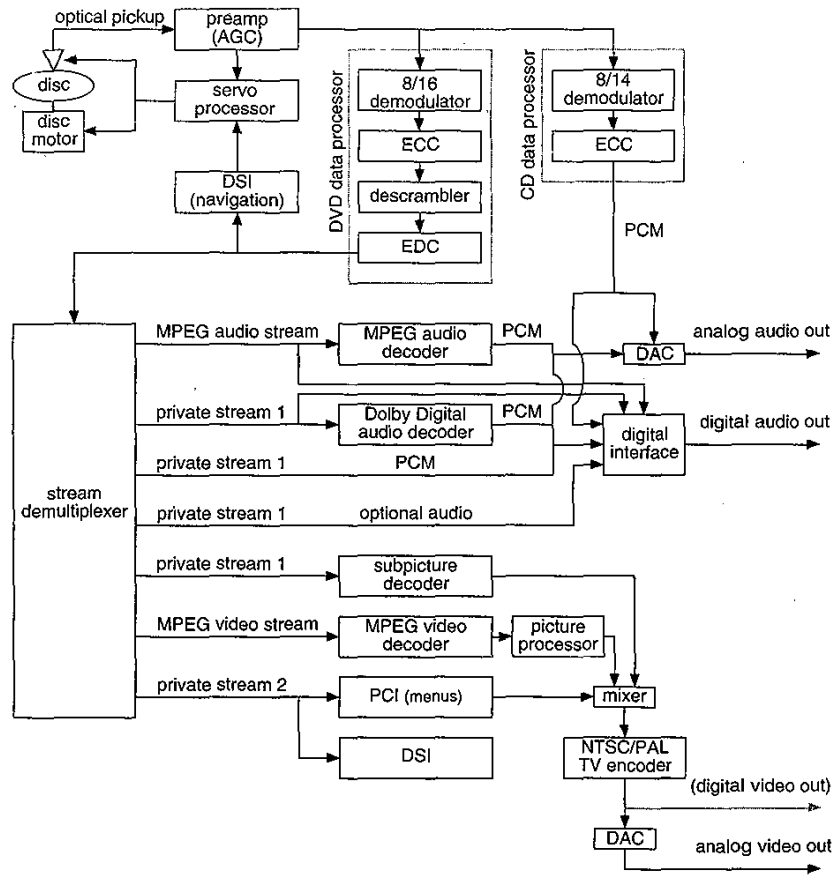 optical pickup
preamp
(AGC)
disc
disc
motor
servo
processor
DSI
(navigation)
DVD data processor
8/16
demodulator
ECC
descrambler
EDC
CD data processor
8/14
demodulator
ECC
PCM
stream
demultiplexer
MPEG audio stream
MPEG audio
decoder
PCM
DAC
analog audio out
private stream 1
Dolby Digital
audio decoder
PCM
digital
interface
digital audio out
private stream 1
PCM
private stream 1
optional audio
private stream 1
subpicture
decoder
MPEG video stream
MPEG video
decoder
picture
processor
private stream 2
PCI (menus)
mixer
DSI
NTSC/PAL
TV encoder
(digital video out)
DAC
analog video out